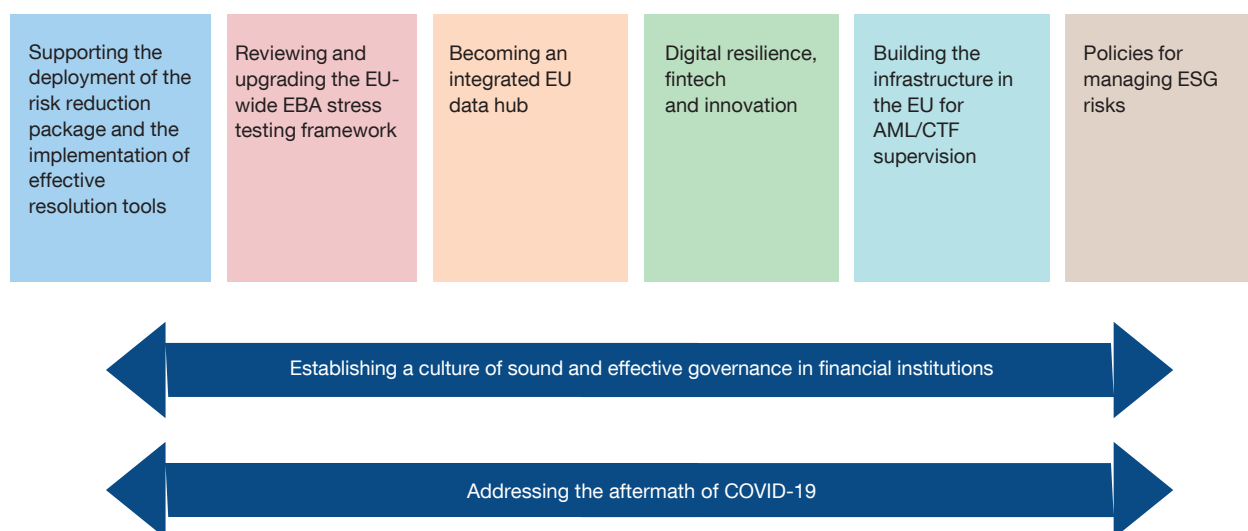 Supporting the
deployment of the
risk reduction
package and the
implementation of
effective
resolution tools
Reviewing and
upgrading the EU-
wide EBA stress
testing framework
Becoming an
integrated EU
data hub
Digital resilience,
fintech
and innovation
Building the
infrastructure in
the EU for
AML/CTF
supervision
Policies for
managing ESG
risks
Establishing a culture of sound and effective governance in financial institutions
Addressing the aftermath of COVID-19